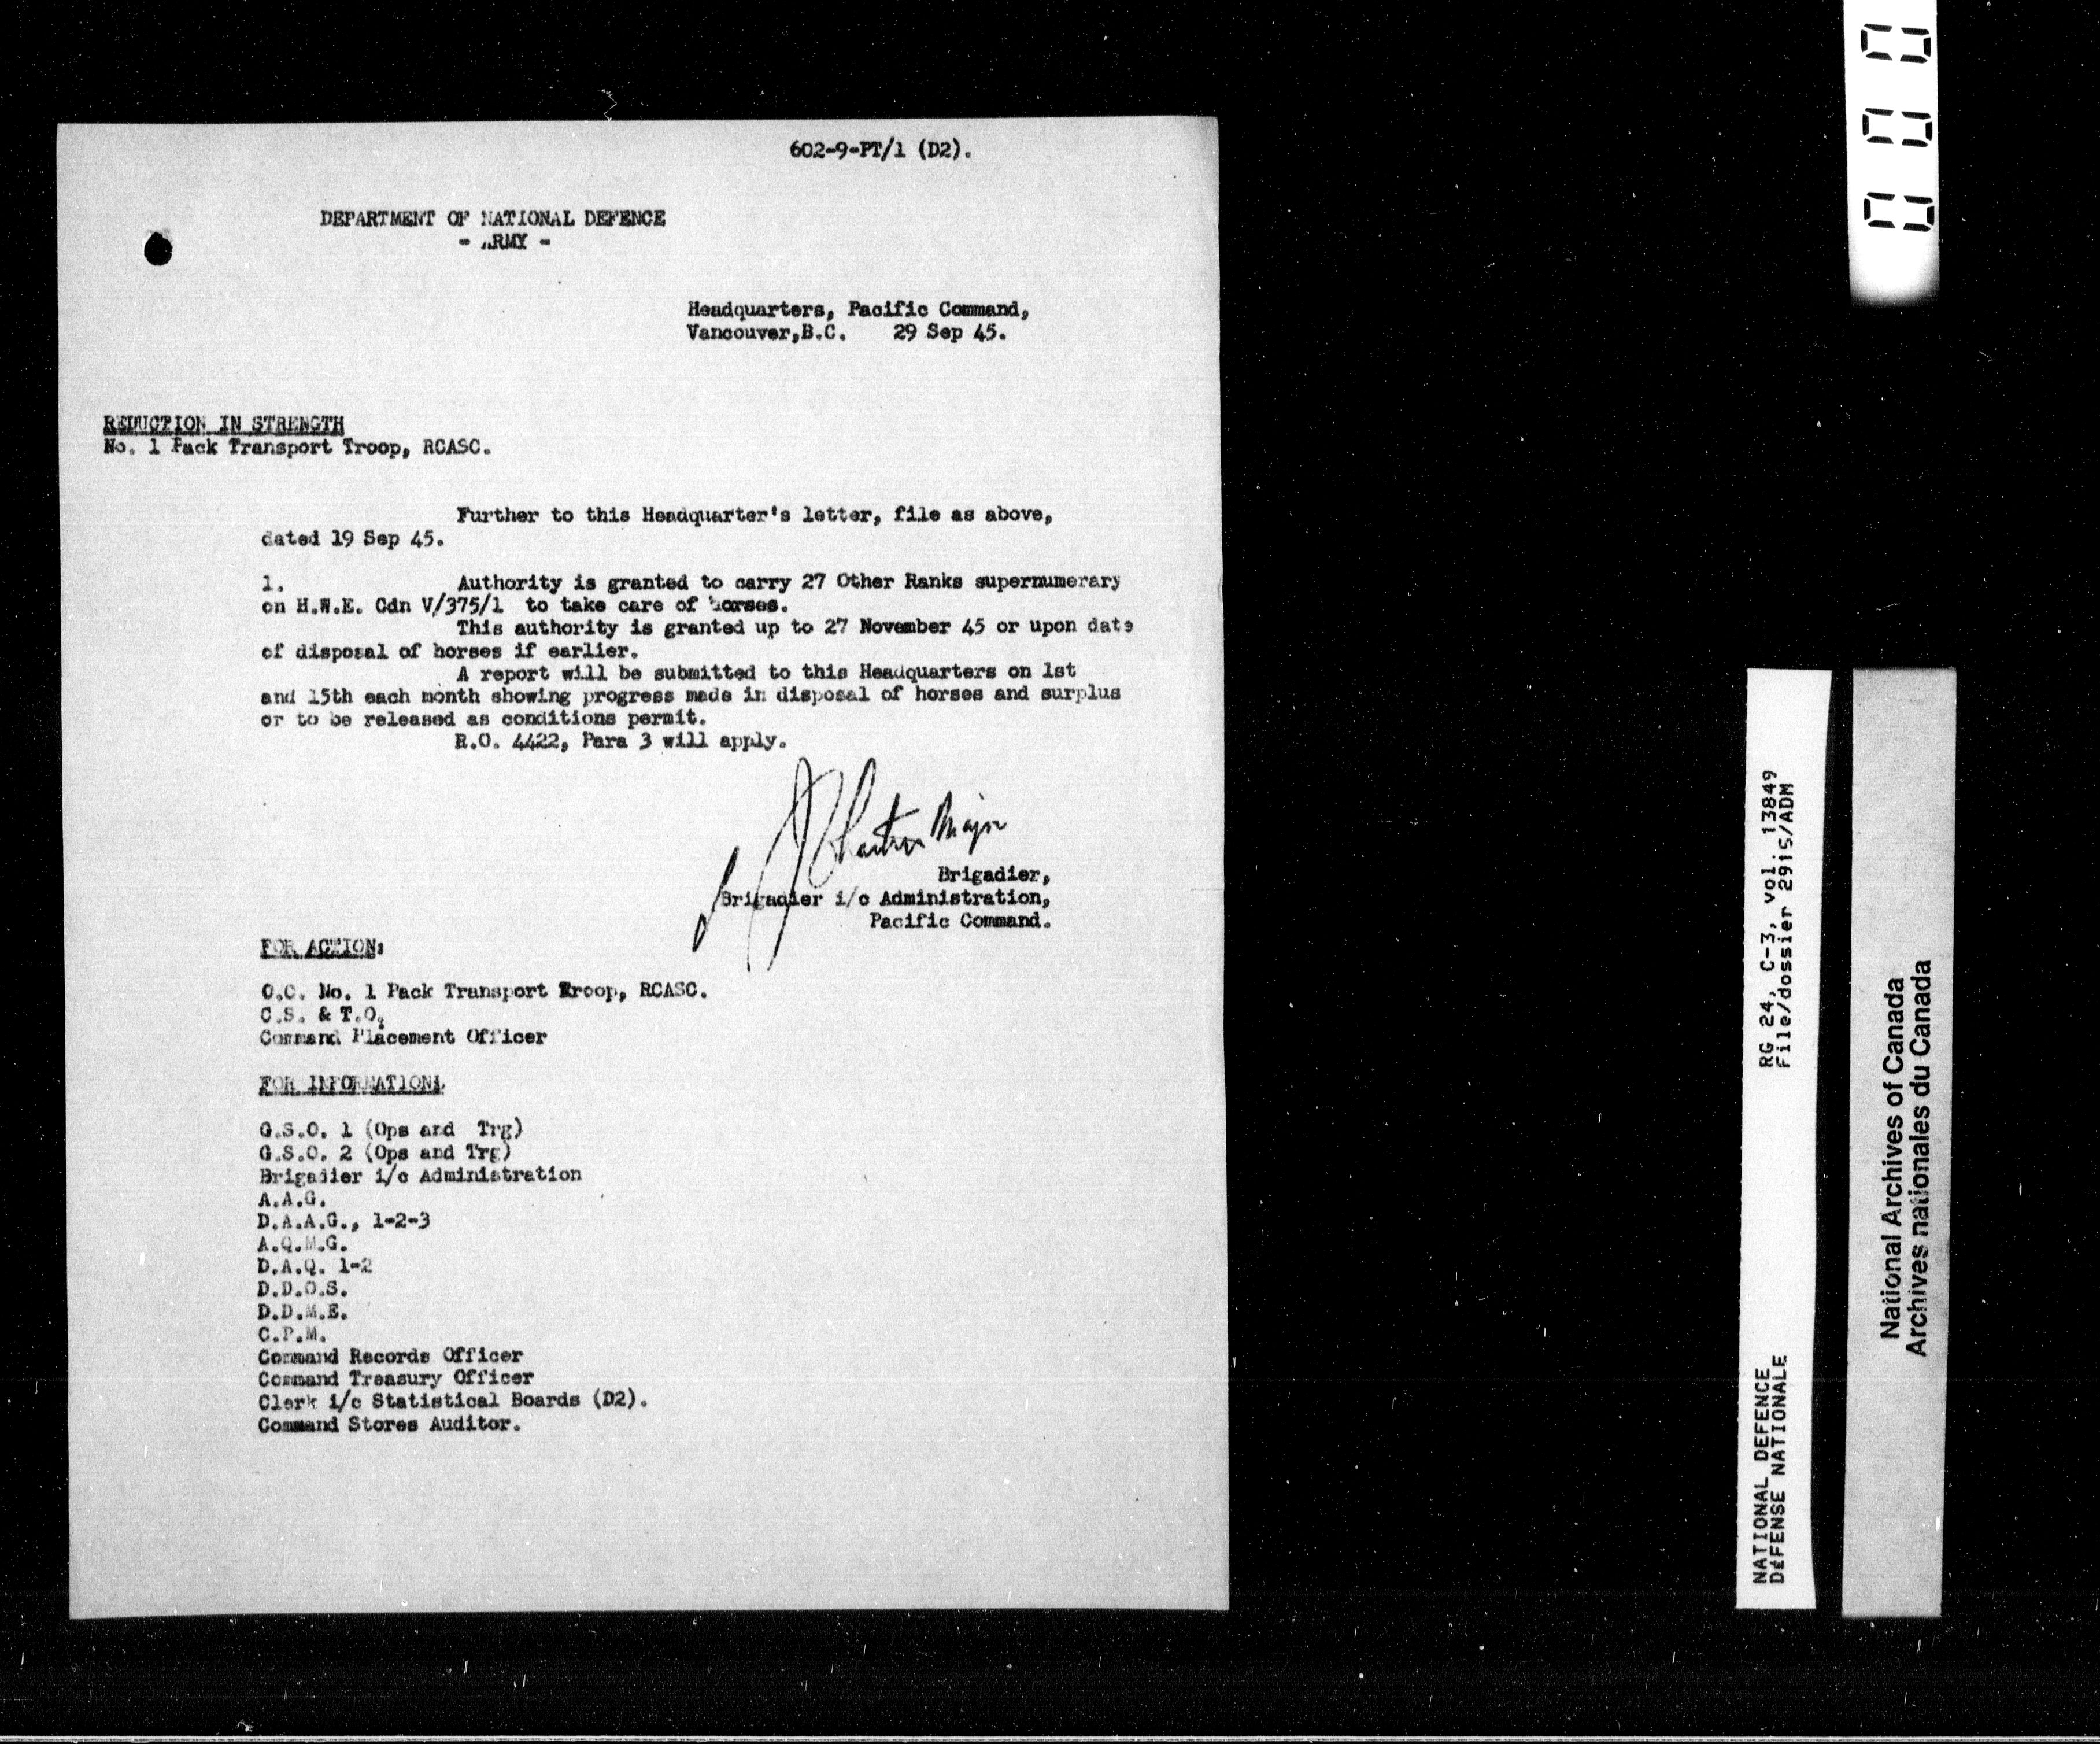 602-9-PT/1 (D2).
DEPARTMENT OF NATIONAL DEFENCE
- ARMY -
Headquarters, Pacific Command,
Vancouver,B.C. 29 Sep 45.
REDUCTION IN STRENGTH
No. 1 Pack Transport Troop, RCASC.
Further to this Headquarter's letter, file as above,
dated 19 Sep 45.
1. Authority is granted to carry 27 Other Ranks supernumerary
on H.W.E. Cdn V/375/1 to take care of horses.
This authority is granted up to 27 November 45 or upon date
of disposal of horses if earlier.
A report will be submitted to this Headquarters on 1st
and 15th each month showing progress made in disposal of horses and surplus
or to be released as conditions permit.
R.O. 4422, Para 3 will apply.
Major
Brigadier,
Brigadier i/c Administration,
Pacific Command.
FOR ACTION:
O.C. No. 1 Pack Transport Troop, RCASC.
C.S. & T.O.
Command Placement Officer
FOR INFORMATION:
G.S.O. 1 (Ops and Trg)
G.S.O. 2 (Ops and Trg)
Brigadier i/c Administration
A.A.G.
D.A.A.G., 1-2-3
A.Q.M.G.
D.A.Q. 1-2
D.D.O.S.
D.D.M.E.
C.P.M.
Command Records Officer
Command Treasury Officer
Clerk i/c Statistical Boards (D2).
Command Stores Auditor.
NATIONAL DEFENCE RG 24, C-3, vol. 13849
DéFENSE NATIONALE File/dossier 291S/ADM
National Archives of Canada
Archives nationales du Canada